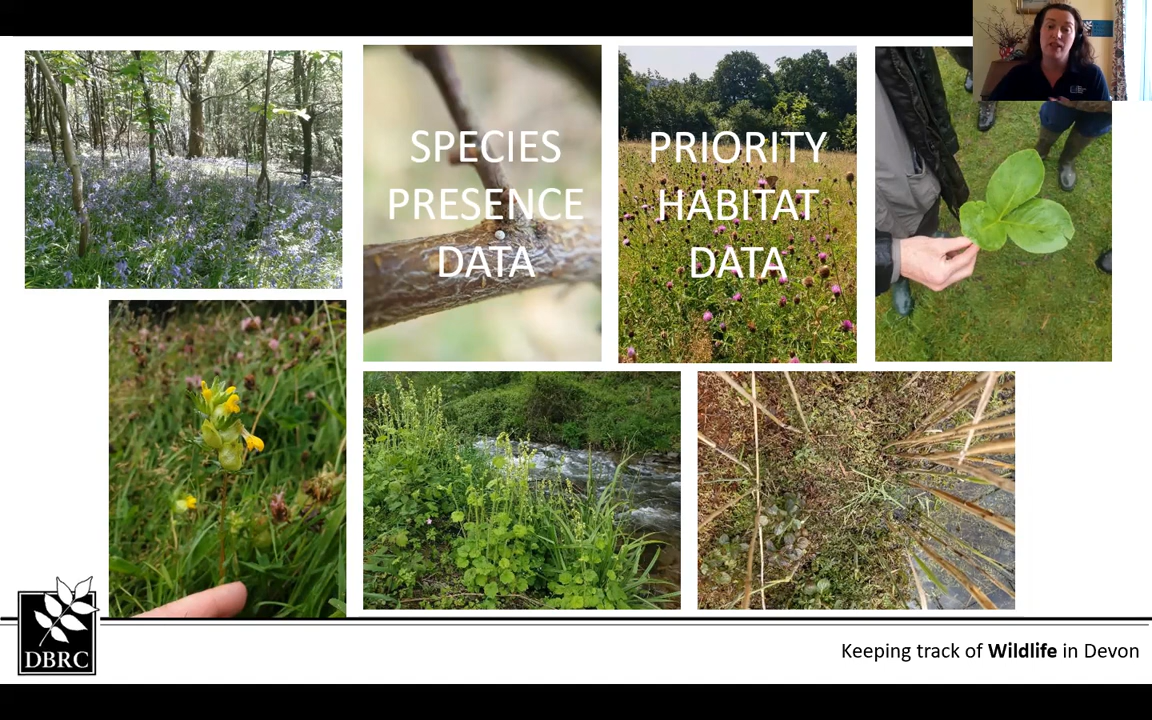 SPECIES
PRESENCE
DATA
PRIORITY
HABITAT
DATA
DBRC
Keeping track of Wildlife in Devon